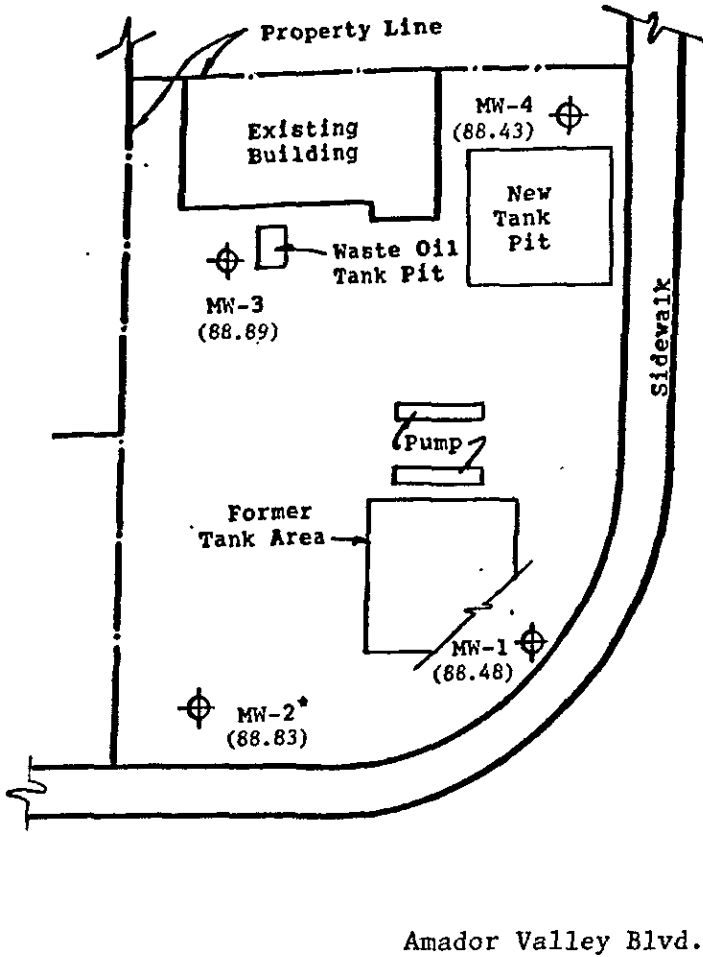 Property Line
MW-4
(88.43)
Existing
Building
New
Tank
Pit
Waste Oil
Tank Pit
MW-3
(88.89)
Sidewalk
Pump
Former
Tank Area
MW-1
(88.48)
MW-2*
(88.83)
Amador Valley Blvd.